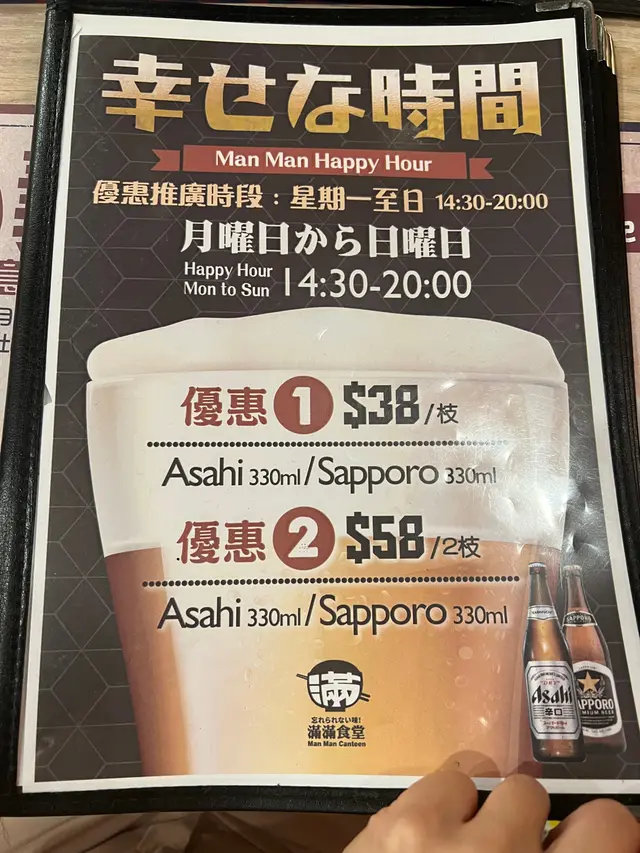 幸せな時間
Man Man Happy Hour
優惠推廣時段：星期一至日 14:30-20:00
月曜日から日曜日
Happy Hour
Mon to Sun 14:30-20:00
優惠 1 $38/枝
Asahi 330ml/Sapporo 330ml
優惠 2 $58/2枝
Asahi 330ml/Sapporo 330ml
滿
忘れられない味!
滿滿食堂
Man Man Canteen
Asahi
辛口
SAPPORO